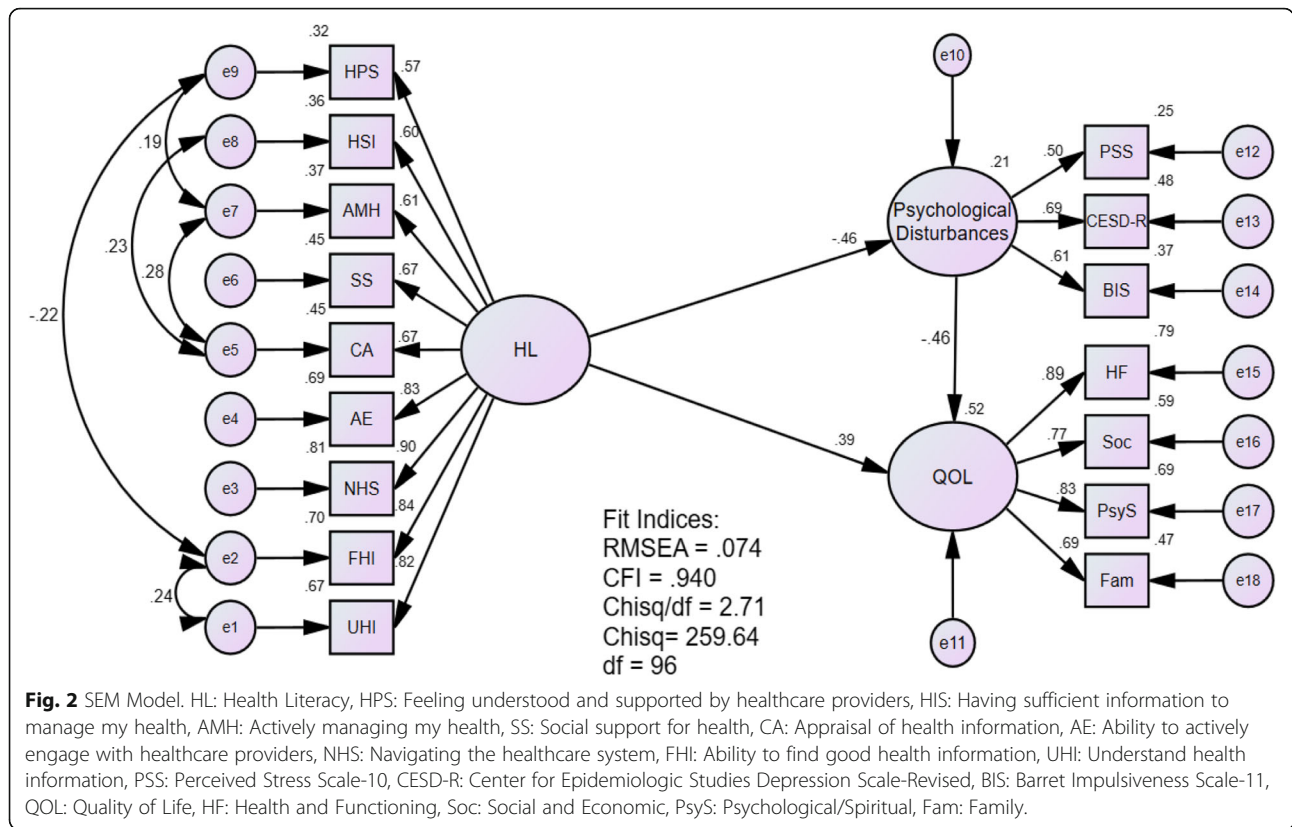 .32
e9
HPS
.57
.36
e8
HSI
.60
.37
.19
e7
AMH
.61
.45
.23
.28
e6
SS
.67
.45
-.22
e5
CA
.67
.69
e4
AE
.83
.81
e3
NHS
.90
.70
e2
FHI
.84
.67
.24
e1
UHI
.82
HL
-.46
.39
e10
.21
Psychological
Disturbances
-.46
.52
QOL
e11
.25
.50
PSS
e12
.48
.69
CESD-R
e13
.37
.61
BIS
e14
.79
.89
HF
e15
.59
.77
Soc
e16
.69
.83
PsyS
e17
.47
.69
Fam
e18
Fit Indices:
RMSEA = .074
CFI = .940
Chisq/df = 2.71
Chisq= 259.64
df = 96
Fig. 2 SEM Model. HL: Health Literacy, HPS: Feeling understood and supported by healthcare providers, HIS: Having sufficient information to
manage my health, AMH: Actively managing my health, SS: Social support for health, CA: Appraisal of health information, AE: Ability to actively
engage with healthcare providers, NHS: Navigating the healthcare system, FHI: Ability to find good health information, UHI: Understand health
information, PSS: Perceived Stress Scale-10, CESD-R: Center for Epidemiologic Studies Depression Scale-Revised, BIS: Barret Impulsiveness Scale-11,
QOL: Quality of Life, HF: Health and Functioning, Soc: Social and Economic, PsyS: Psychological/Spiritual, Fam: Family.